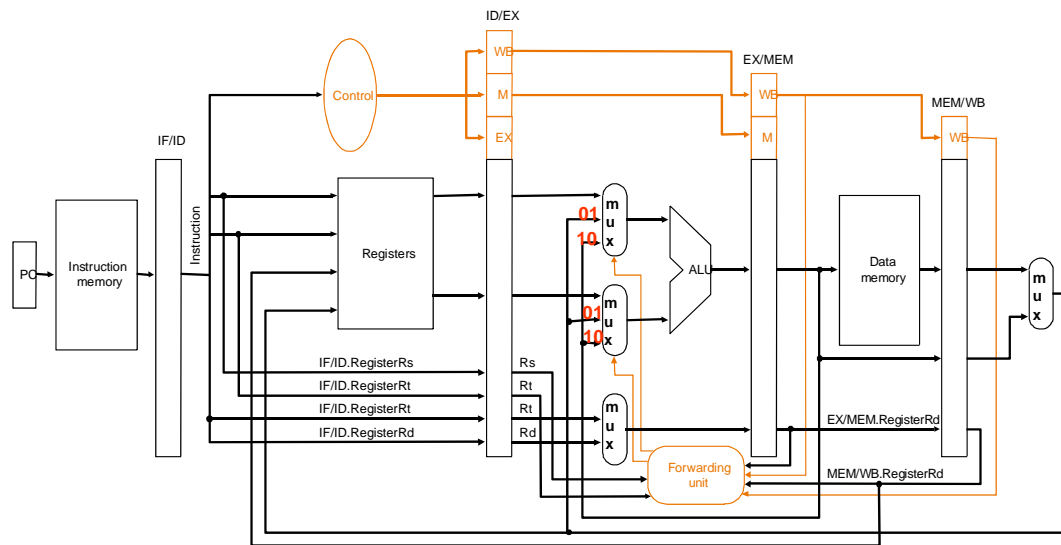 ID/EX
WB
EX/MEM
Control
M
WB
MEM/WB
IF/ID
EX
M
WB
Instruction
PC
Instruction
memory
Registers
m
u
x
01
10
ALU
Data
memory
m
u
x
m
u
x
01
10
IF/ID.RegisterRs
Rs
IF/ID.RegisterRt
Rt
IF/ID.RegisterRt
Rt
IF/ID.RegisterRd
Rd
m
u
x
EX/MEM.RegisterRd
Forwarding
unit
MEM/WB.RegisterRd